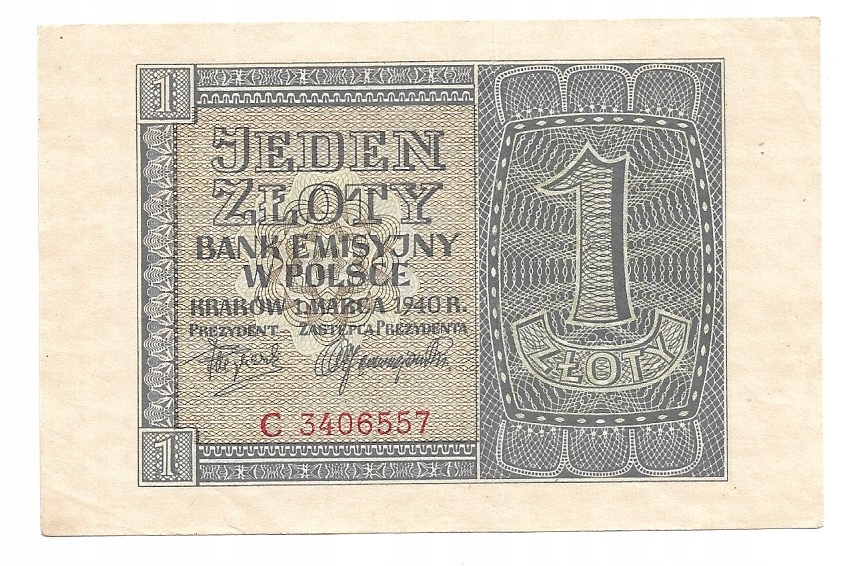 1
JEDEN
ZŁOTY
BANK EMISYJNY
W POLSCE
KRAKÓW 1 MARCA 1940 R.
PREZYDENT ZASTĘPCA PREZYDENTA
C 3406557
1
1
ZŁOTY